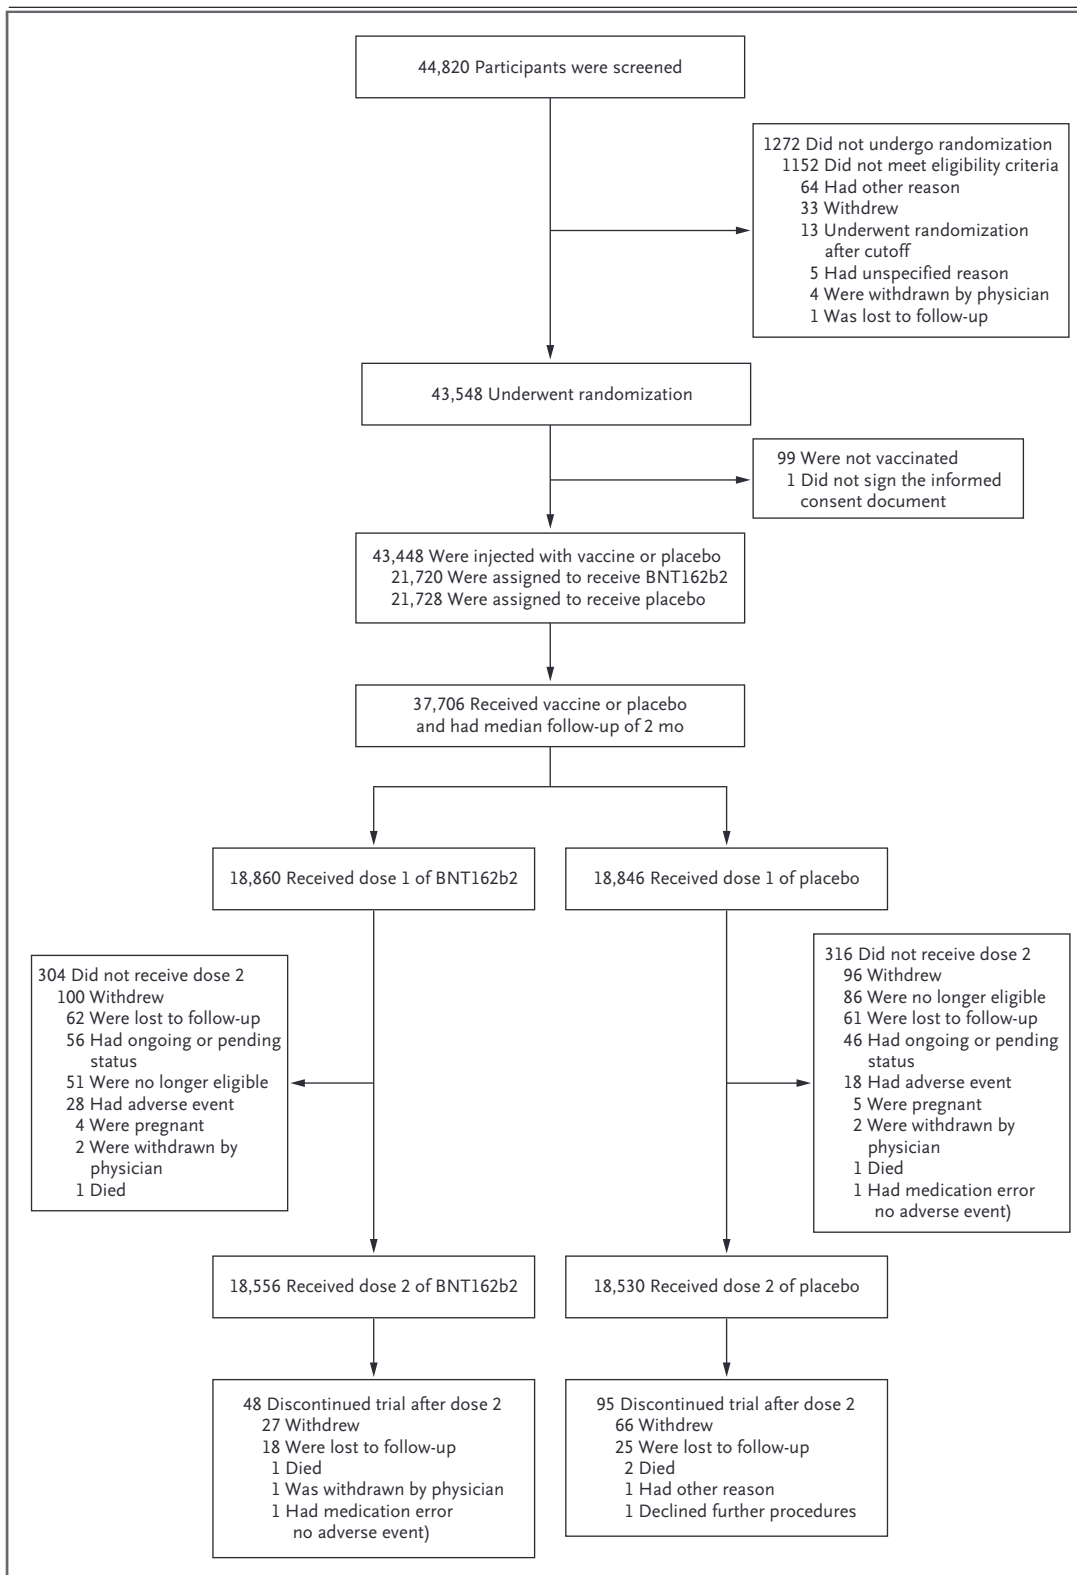 44,820 Participants were screened
1272 Did not undergo randomization
1152 Did not meet eligibility criteria
64 Had other reason
33 Withdrew
13 Underwent randomization
after cutoff
5 Had unspecified reason
4 Were withdrawn by physician
1 Was lost to follow-up
43,548 Underwent randomization
99 Were not vaccinated
1 Did not sign the informed
consent document
43,448 Were injected with vaccine or placebo
21,720 Were assigned to receive BNT162b2
21,728 Were assigned to receive placebo
37,706 Received vaccine or placebo
and had median follow-up of 2 mo
18,860 Received dose 1 of BNT162b2
18,846 Received dose 1 of placebo
304 Did not receive dose 2
100 Withdrew
62 Were lost to follow-up
56 Had ongoing or pending
status
51 Were no longer eligible
28 Had adverse event
4 Were pregnant
2 Were withdrawn by
physician
1 Died
316 Did not receive dose 2
96 Withdrew
86 Were no longer eligible
61 Were lost to follow-up
46 Had ongoing or pending
status
18 Had adverse event
5 Were pregnant
2 Were withdrawn by
physician
1 Died
1 Had medication error
no adverse event)
18,556 Received dose 2 of BNT162b2
18,530 Received dose 2 of placebo
48 Discontinued trial after dose 2
27 Withdrew
18 Were lost to follow-up
1 Died
1 Was withdrawn by physician
1 Had medication error
no adverse event)
95 Discontinued trial after dose 2
66 Withdrew
25 Were lost to follow-up
2 Died
1 Had other reason
1 Declined further procedures